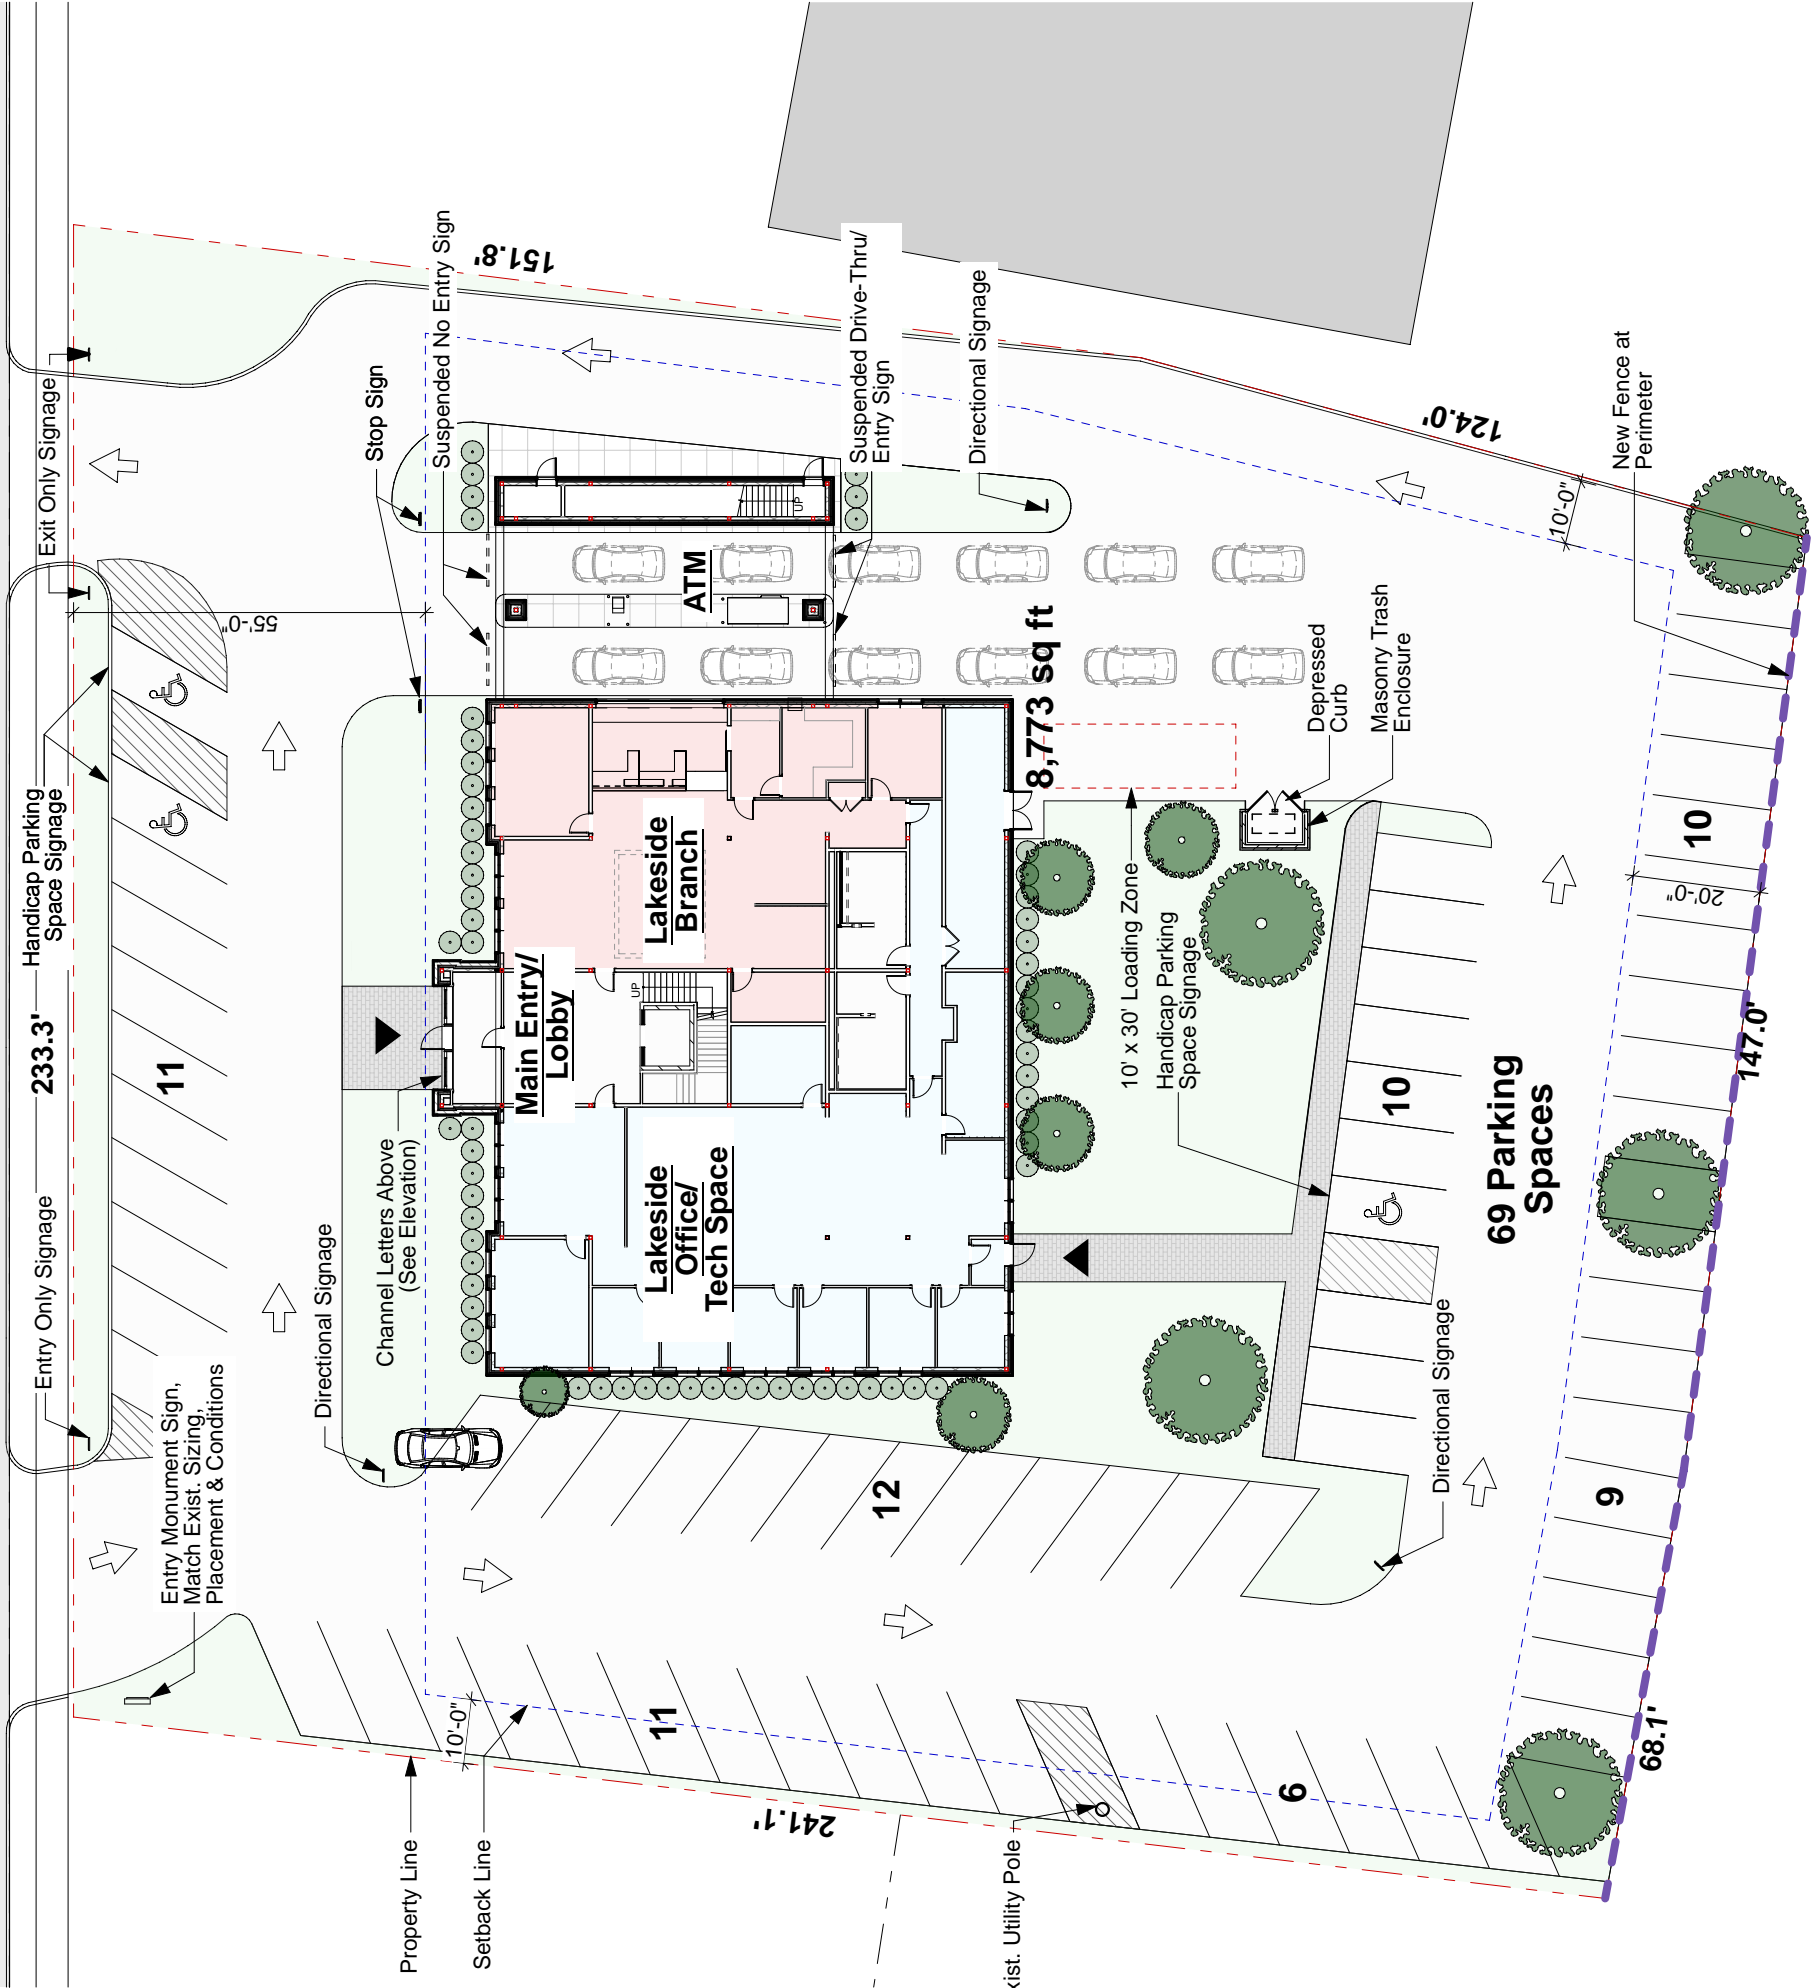 Exit Only Signage
Handicap Parking
Space Signage
233.3'
Entry Only Signage
11
55'-0"
Entry Monument Sign,
Match Exist. Sizing,
Placement & Conditions
151.8'
Stop Sign
Suspended No Entry Sign
Suspended Drive-Thru/
Entry Sign
Directional Signage
124.0'
New Fence at
Perimeter
10'-0"
UP
ATM
8,773 sq ft
Depressed
Curb
Masonry Trash
Enclosure
Lakeside
Branch
Main Entry/
Lobby
UP
Lakeside
Office/
Tech Space
Channel Letters Above
(See Elevation)
Directional Signage
10' x 30' Loading Zone
Handicap Parking
Space Signage
10
20'-0"
10
69 Parking
Spaces
147.0'
12
Directional Signage
9
11
10'-0"
6
68.1'
241.1'
Property Line
Setback Line
xist. Utility Pole